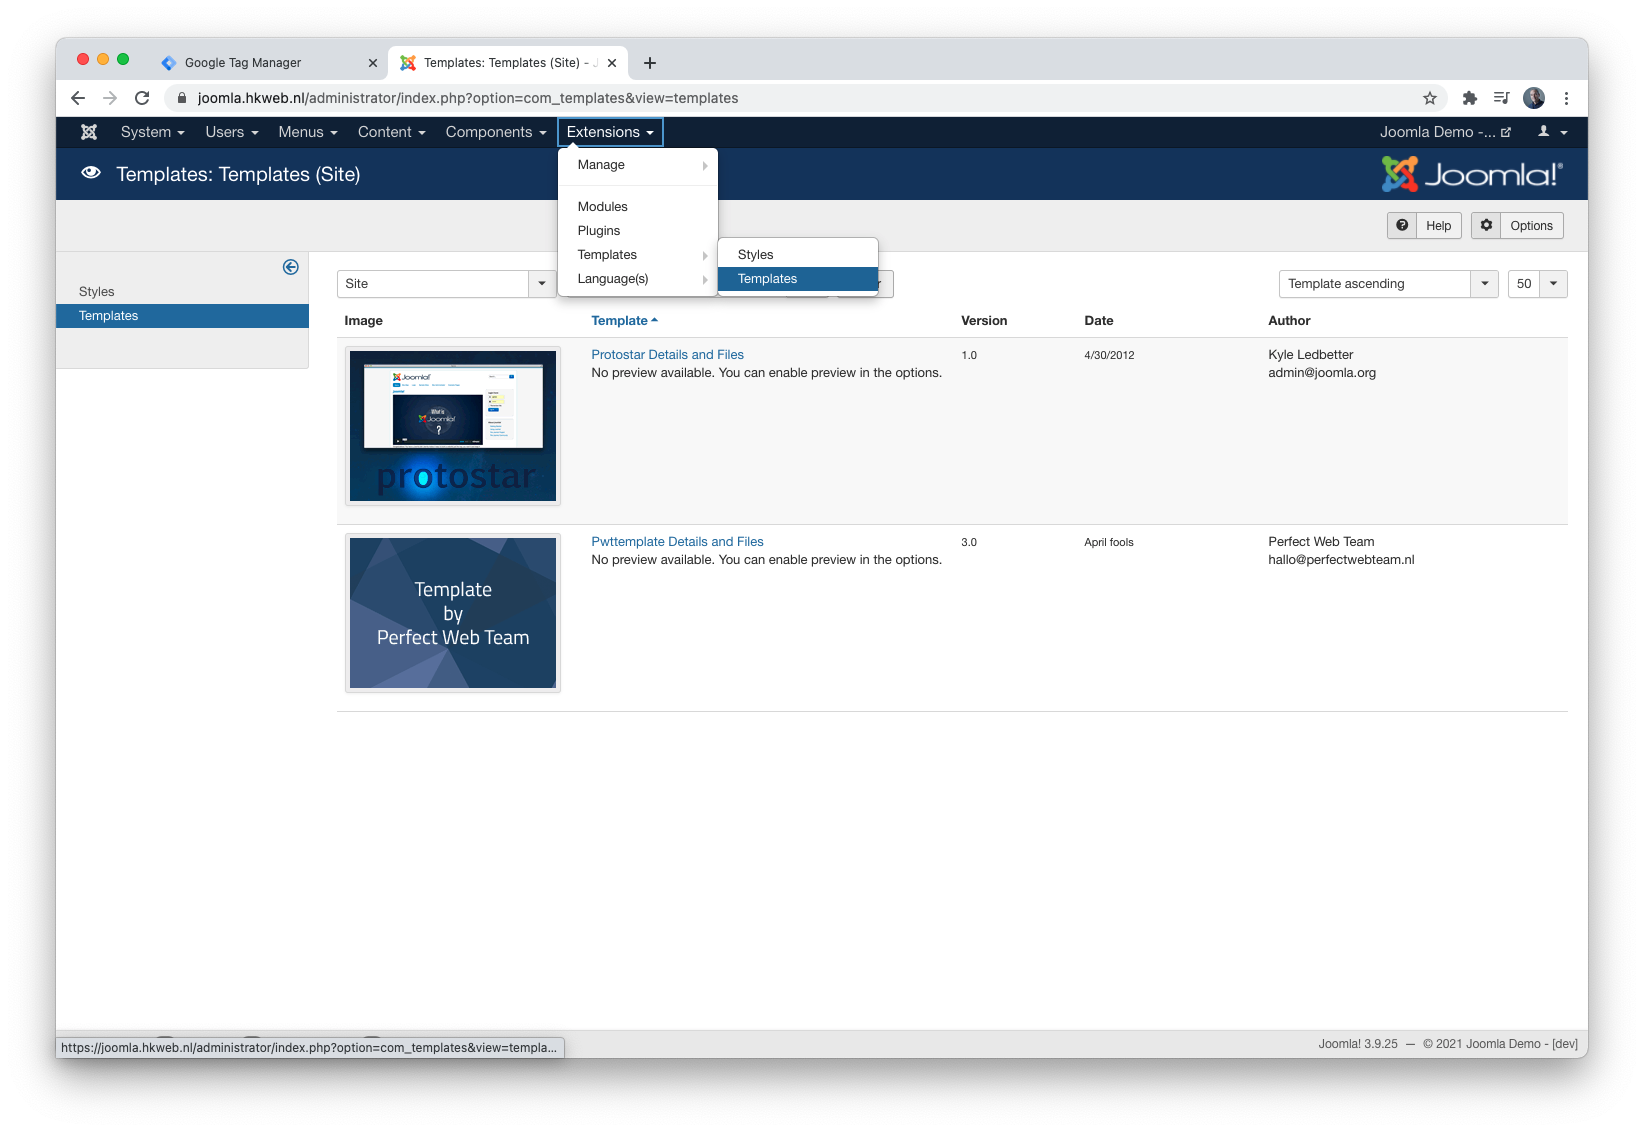 Google Tag Manager
Templates: Templates (Site) - J
joomla.hkweb.nl/administrator/index.php?option=com_templates&view=templates
System Users Menus Content Components Extensions Joomla Demo -...
Templates: Templates (Site)
Joomla!®
Manage
Modules
Plugins
Templates
Language(s)
Styles
Templates
Help Options
Styles
Templates
Site
Template ascending 50
Image Template Version Date Author
Protostar Details and Files 1.0 4/30/2012 Kyle Ledbetter
No preview available. You can enable preview in the options. admin@joomla.org
Joomla!
What is
Joomla!
?
protostar
Pwttemplate Details and Files 3.0 April fools Perfect Web Team
No preview available. You can enable preview in the options. hallo@perfectwebteam.nl
Template
by
Perfect Web Team
https://joomla.hkweb.nl/administrator/index.php?option=com_templates&view=templa...
Joomla! 3.9.25 — © 2021 Joomla Demo - [dev]